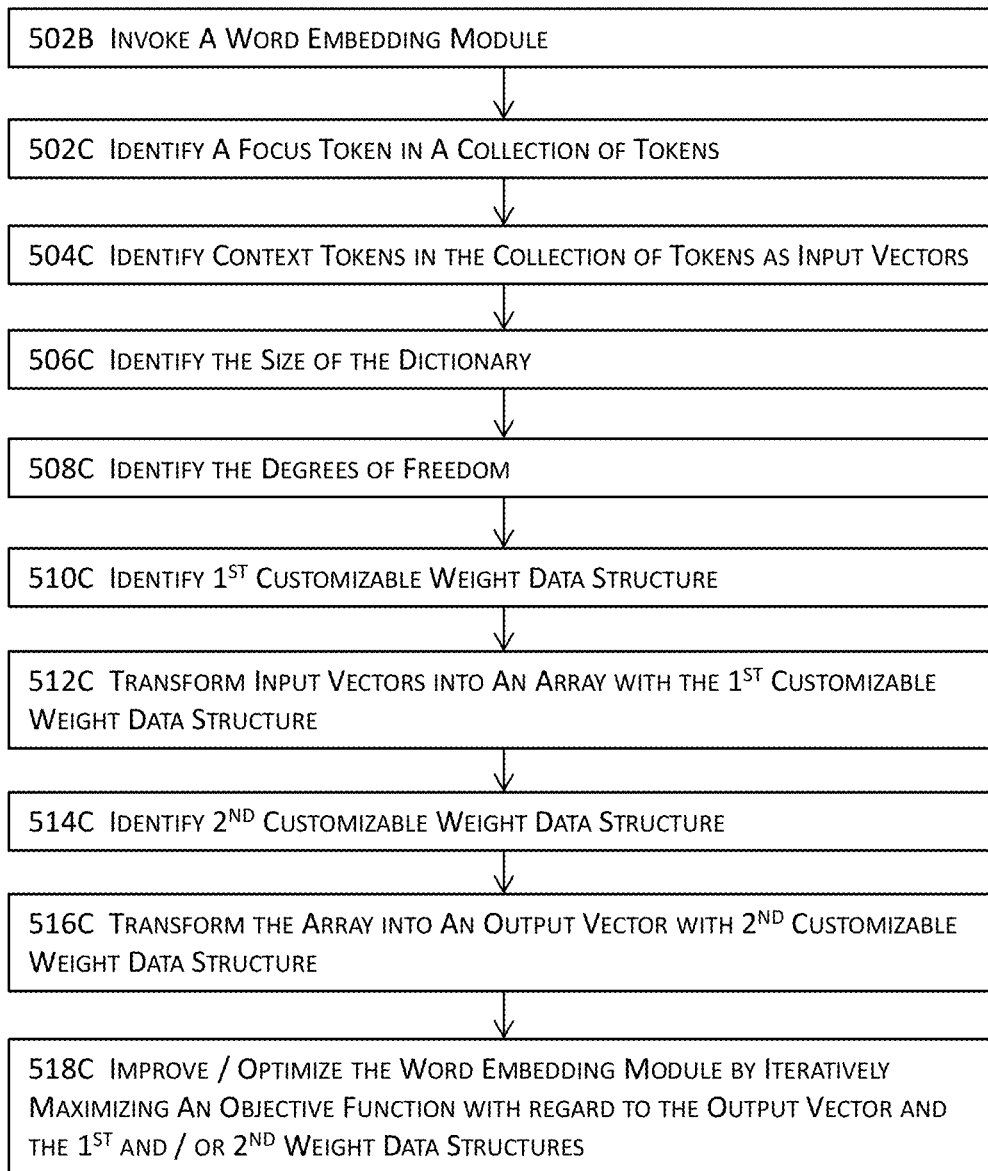 502B INVOKE A WORD EMBEDDING MODULE
502C IDENTIFY A FOCUS TOKEN IN A COLLECTION OF TOKENS
504C IDENTIFY CONTEXT TOKENS IN THE COLLECTION OF TOKENS AS INPUT VECTORS
506C IDENTIFY THE SIZE OF THE DICTIONARY
508C IDENTIFY THE DEGREES OF FREEDOM
510C IDENTIFY 1ST CUSTOMIZABLE WEIGHT DATA STRUCTURE
512C TRANSFORM INPUT VECTORS INTO AN ARRAY WITH THE 1ST CUSTOMIZABLE
WEIGHT DATA STRUCTURE
514C IDENTIFY 2ND CUSTOMIZABLE WEIGHT DATA STRUCTURE
516C TRANSFORM THE ARRAY INTO AN OUTPUT VECTOR WITH 2ND CUSTOMIZABLE
WEIGHT DATA STRUCTURE
518C IMPROVE / OPTIMIZE THE WORD EMBEDDING MODULE BY ITERATIVELY
MAXIMIZING AN OBJECTIVE FUNCTION WITH REGARD TO THE OUTPUT VECTOR AND
THE 1ST AND / OR 2ND WEIGHT DATA STRUCTURES